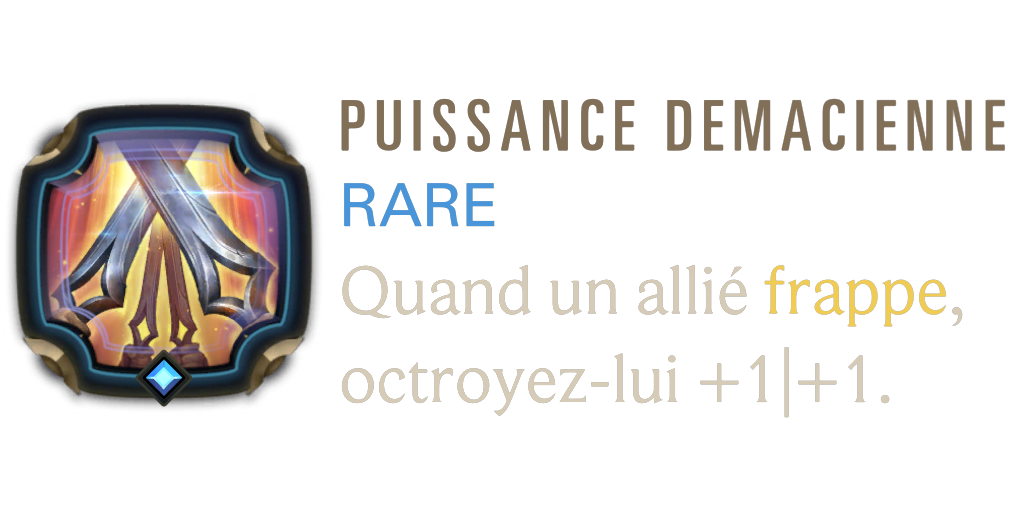 PUISSANCE DEMACIENNE
RARE
Quand un allié frappe,
octroyez-lui +1|+1.